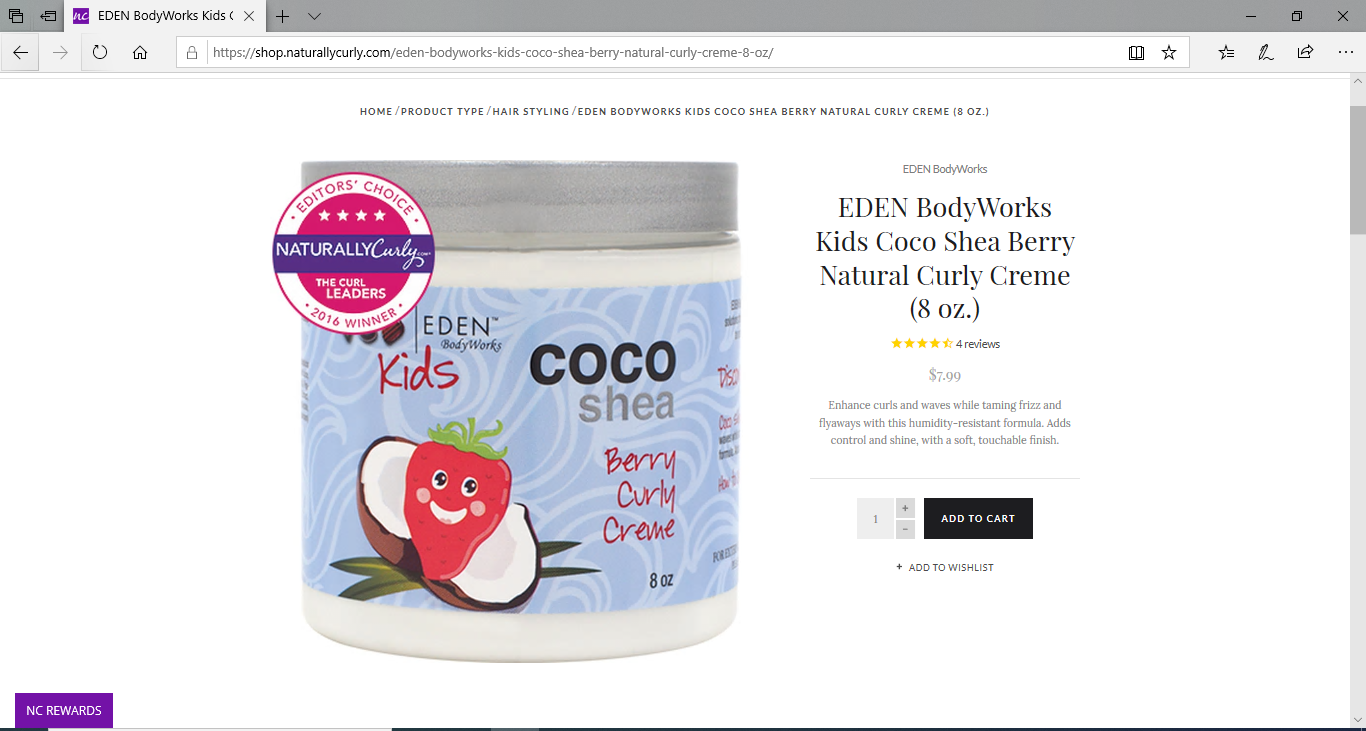 nc
EDEN BodyWorks Kids C
https://shop.naturallycurly.com/eden-bodyworks-kids-coco-shea-berry-natural-curly-creme-8-oz/
HOME / PRODUCT TYPE / HAIR STYLING / EDEN BODYWORKS KIDS COCO SHEA BERRY NATURAL CURLY CREME (8 OZ.)
EDITORS' CHOICE
NATURALLYCurly.COM
THE CURL
LEADERS
2016 WINNER
EDEN™
BodyWorks
Kids
coco
shea
Berry
Curly
Creme
8 oz
EDEN BodyWorks
EDEN BodyWorks
Kids Coco Shea Berry
Natural Curly Creme
(8 oz.)
4 reviews
$7.99
Enhance curls and waves while taming frizz and
flyaways with this humidity-resistant formula. Adds
control and shine, with a soft, touchable finish.
1
+
-
ADD TO CART
+ ADD TO WISHLIST
NC REWARDS